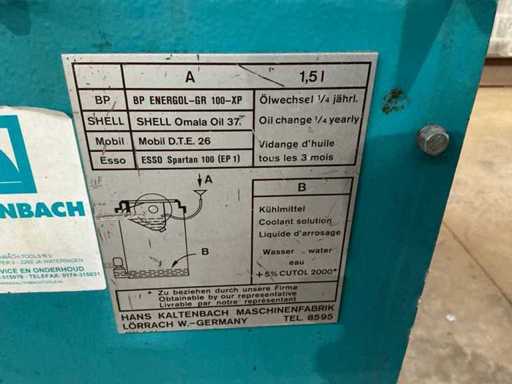 A 1,5 l
BP BP ENERGOL-GR 100-XP
SHELL SHELL Omala Oil 37.
Mobil Mobil D.T.E. 26
Esso ESSO Spartan 100 (EP 1)
Ölwechsel 1/4 jährl.
Oil change 1/4 yearly
Vidange d'huile
tous les 3 mois
A
B
B
Kühlmittel
Coolant solution
Liquide d'arrosage
Wasser water
eau
+5% CUTOL 2000*
* Zu beziehen durch unsere Firma
Obtainable by our representative
Livrable par notre représentant
HANS KALTENBACH MASCHINENFABRIK
LÖRRACH W.-GERMANY TEL. 8595
ENBACH
VICE EN ONDERHOUD